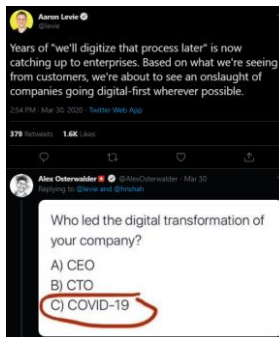 Aaron Levie
@levie
Years of "we'll digitize that process later" is now
catching up to enterprises. Based on what we're seeing
from customers, we're about to see an onslaught of
companies going digital-first wherever possible.
2:54 PM · Mar 30, 2020 · Twitter Web App
379 Retweets 1.6K Likes
Alex Osterwalder @AlexOsterwalder · Mar 30
Replying to @levie and @hnshah
Who led the digital transformation of
your company?
A) CEO
B) CTO
C) COVID-19